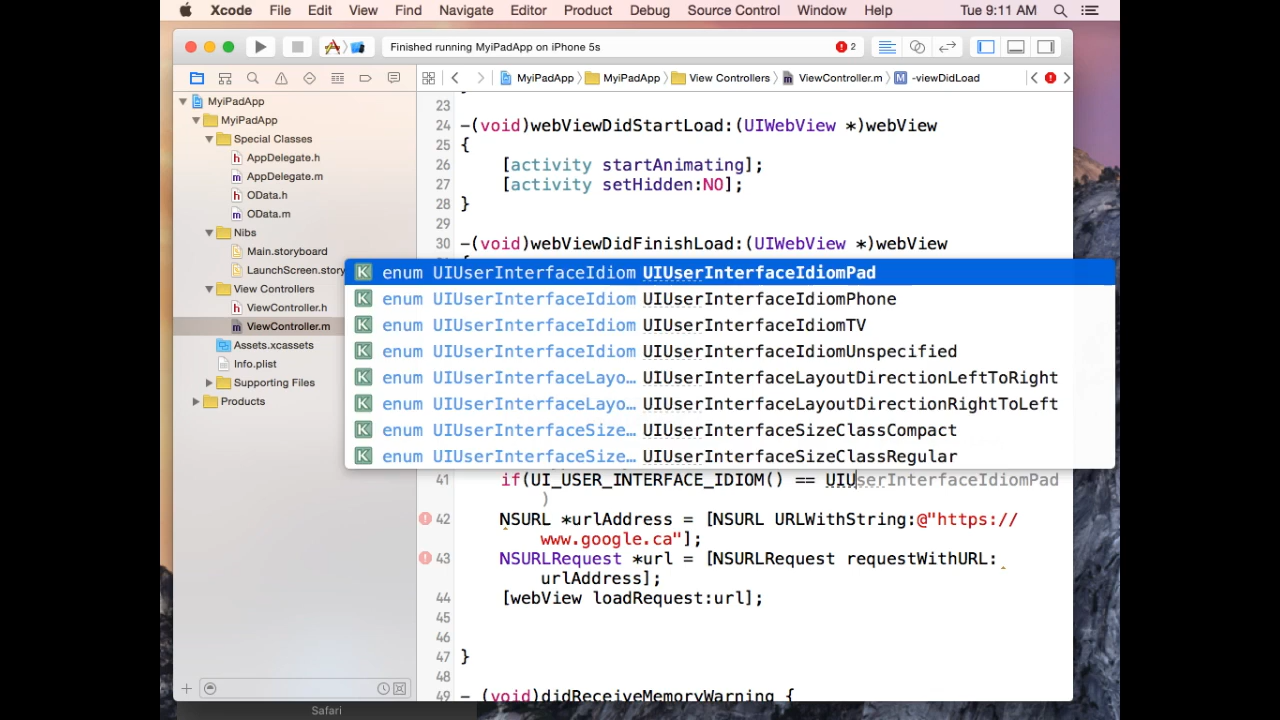 Xcode File Edit View Find Navigate Editor Product Debug Source Control Window Help Tue 9:11 AM
Finished running MyiPadApp on iPhone 5s 2
MyiPadApp MyiPadApp View Controllers ViewController.m M -viewDidLoad
MyiPadApp
MyiPadApp
Special Classes
h AppDelegate.h
m AppDelegate.m
h OData.h
m OData.m
Nibs
Main.storyboard
LaunchScreen.story
View Controllers
h ViewController.h
m ViewController.m
Assets.xcassets
Info.plist
Supporting Files
Products
23
24 -(void)webViewDidStartLoad:(UIWebView *)webView
25 {
26 [activity startAnimating];
27 [activity setHidden:NO];
28 }
29
30 -(void)webViewDidFinishLoad:(UIWebView *)webView
K enum UIUserInterfaceIdiom UIUserInterfaceIdiomPad
K enum UIUserInterfaceIdiom UIUserInterfaceIdiomPhone
K enum UIUserInterfaceIdiom UIUserInterfaceIdiomTV
K enum UIUserInterfaceIdiom UIUserInterfaceIdiomUnspecified
K enum UIUserInterfaceLayo... UIUserInterfaceLayoutDirectionLeftToRight
K enum UIUserInterfaceLayo... UIUserInterfaceLayoutDirectionRightToLeft
K enum UIUserInterfaceSize... UIUserInterfaceSizeClassCompact
K enum UIUserInterfaceSize... UIUserInterfaceSizeClassRegular
41 if(UI_USER_INTERFACE_IDIOM() == UIUserInterfaceIdiomPad
)
42 NSURL *urlAddress = [NSURL URLWithString:@"https://
www.google.ca"];
43 NSURLRequest *url = [NSURLRequest requestWithURL:
urlAddress];
44 [webView loadRequest:url];
45
46
47 }
48
49 - (void)didReceiveMemoryWarning {
Safari